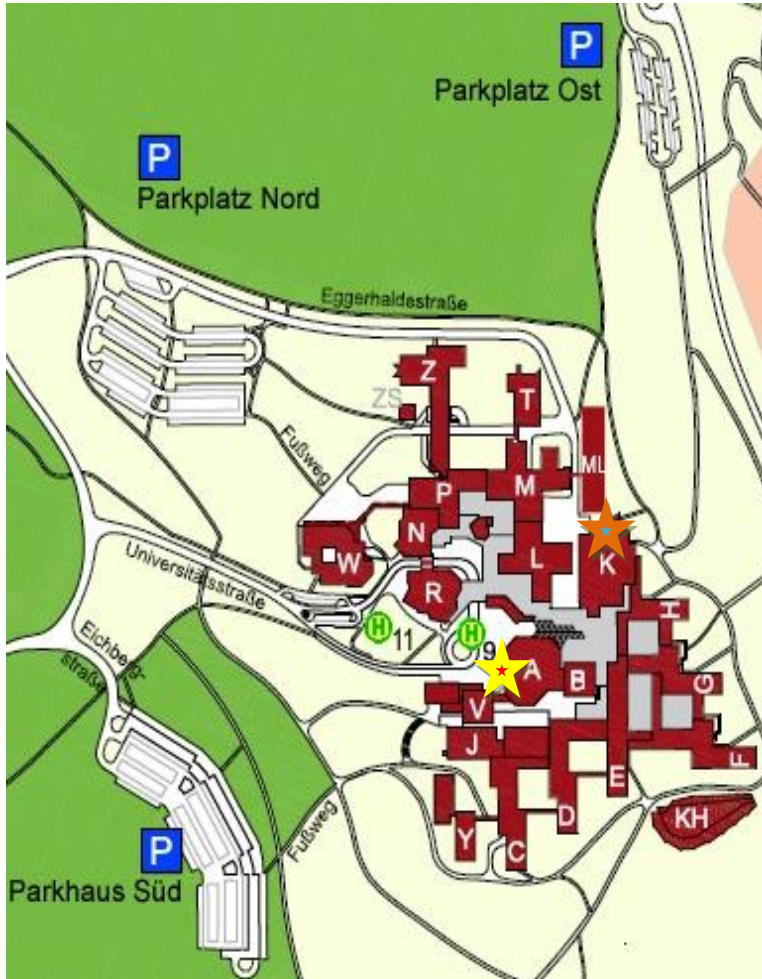 P
Parkplatz Ost
P
Parkplatz Nord
Eggerhaldestraße
Z
T
ZS
Fußweg
ML
M
P
N
L
W
K
R
Universitätsstraße
H
11
H
9
H
Eichberg-
straße
A
B
G
V
J
E
F
D
KH
Y
C
Fußweg
P
Parkhaus Süd